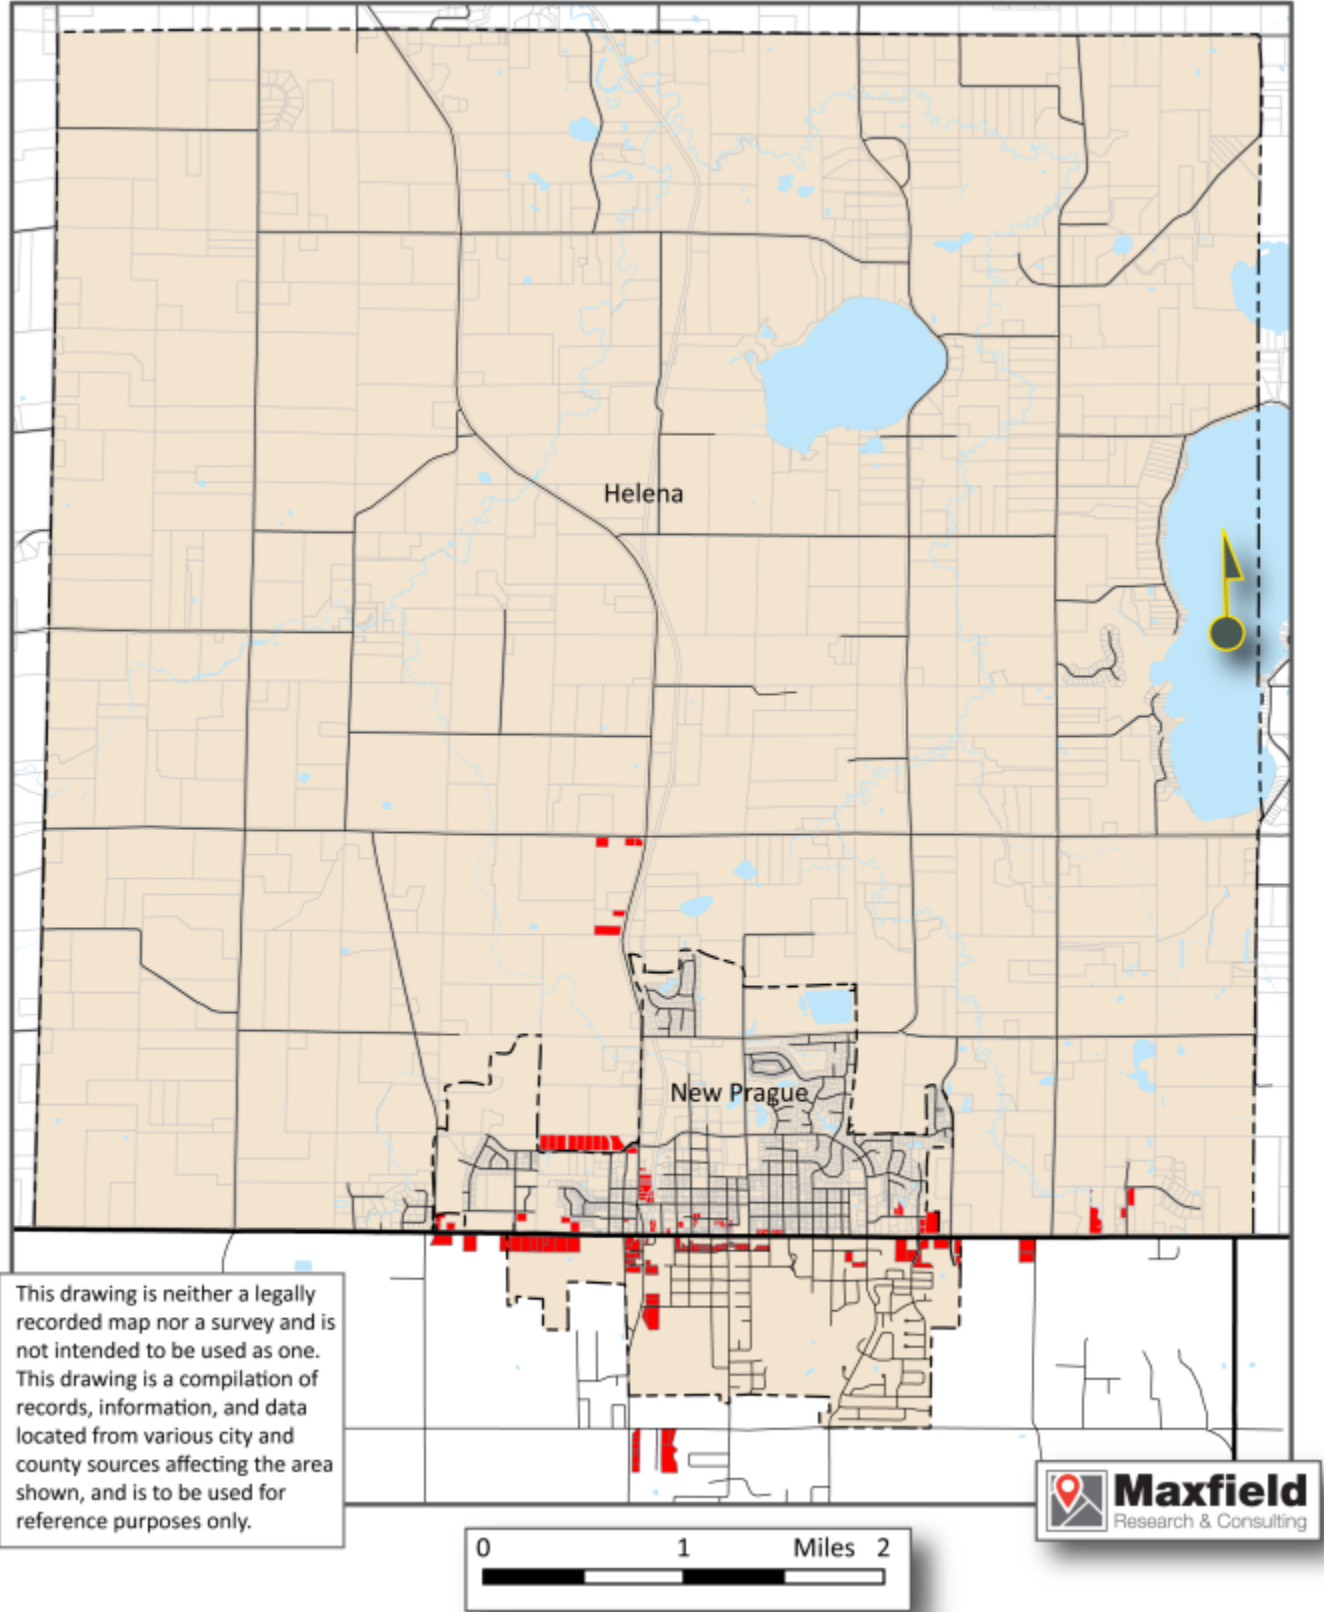 Helena
New Prague
This drawing is neither a legally
recorded map nor a survey and is
not intended to be used as one.
This drawing is a compilation of
records, information, and data
located from various city and
county sources affecting the area
shown, and is to be used for
reference purposes only.
Maxfield
Research & Consulting
0 1 Miles 2